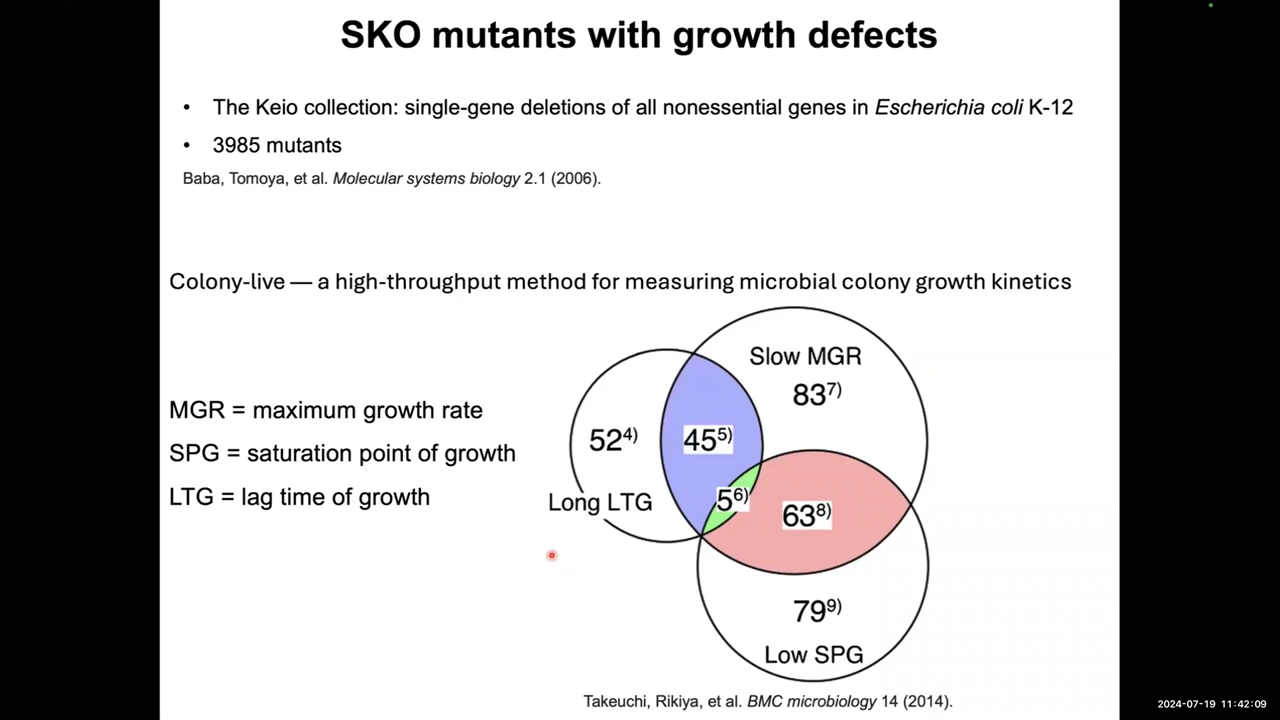 SKO mutants with growth defects
• The Keio collection: single-gene deletions of all nonessential genes in Escherichia coli K-12
• 3985 mutants
Baba, Tomoya, et al. Molecular systems biology 2.1 (2006).
Colony-live — a high-throughput method for measuring microbial colony growth kinetics
MGR = maximum growth rate
SPG = saturation point of growth
LTG = lag time of growth
Slow MGR
83⁷⁾
52⁴⁾
45⁵⁾
Long LTG
5⁶⁾
63⁸⁾
79⁹⁾
Low SPG
Takeuchi, Rikiya, et al. BMC microbiology 14 (2014).
2024-07-19 11:42:09